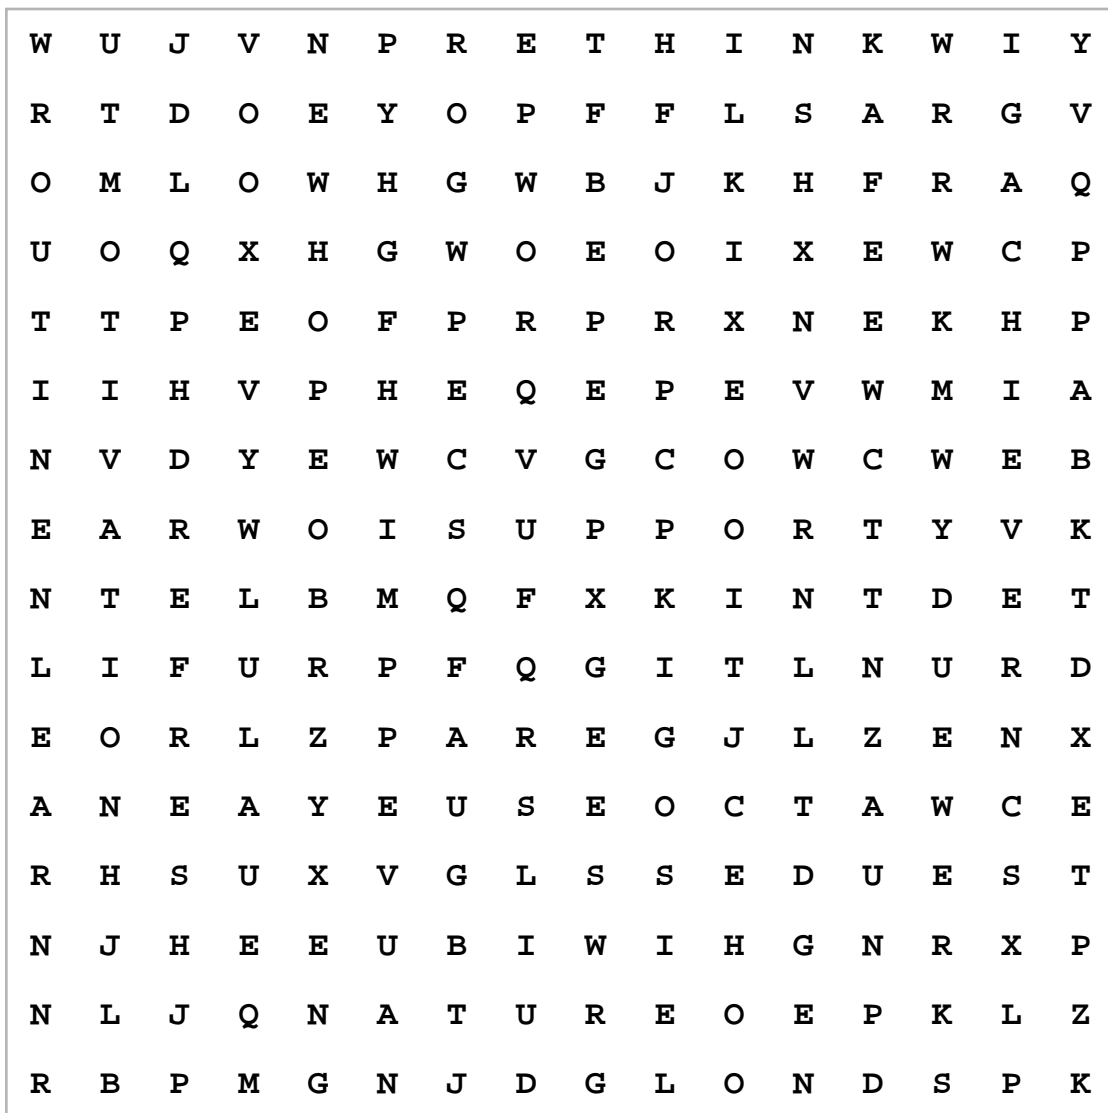 W U J V N P R E T H I N K W I Y
R T D O E Y O P F F L S A R G V
O M L O W H G W B J K H F R A Q
U O Q X H G W O E O I X E W C P
T T P E O F P R P R X N E K H P
I I H V P H E Q E P E V W M I A
N V D Y E W C V G C O W C W E B
E A R W O I S U P P O R T Y V K
N T E L B M Q F X K I N T D E T
L I F U R P F Q G I T L N U R D
E O R L Z P A R E G J L Z E N X
A N E A Y E U S E O C T A W C E
R H S U X V G L S S E D U E S T
N J H E E U B I W I H G N R X P
N L J Q N A T U R E O E P K L Z
R B P M G N J D G L O N D S P K